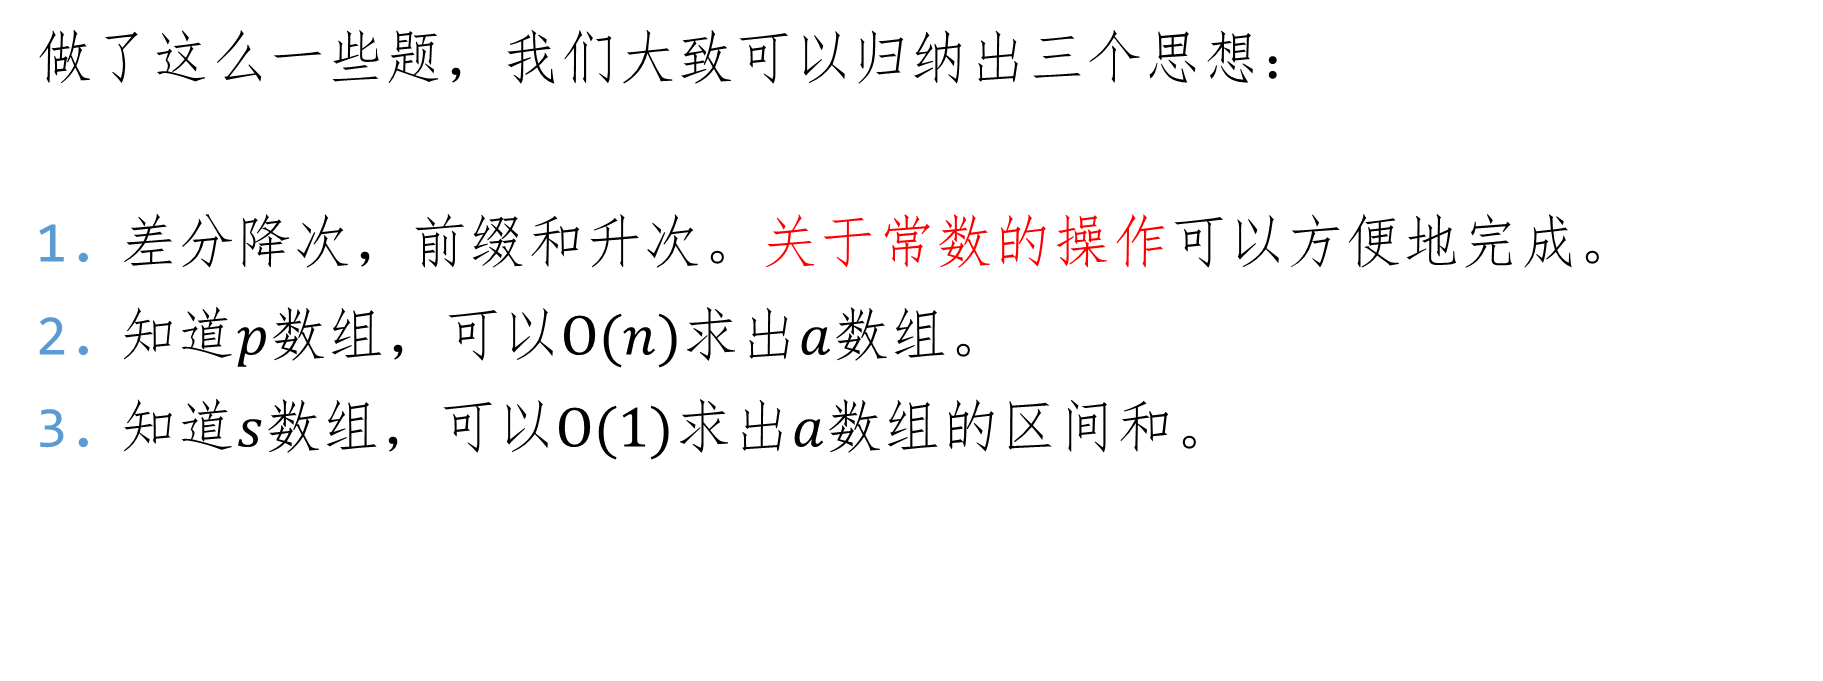 做了这么一些题，我们大致可以归纳出三个思想：
1. 差分降次，前缀和升次。关于常数的操作可以方便地完成。
2. 知道p数组，可以O(n)求出a数组。
3. 知道s数组，可以O(1)求出a数组的区间和。